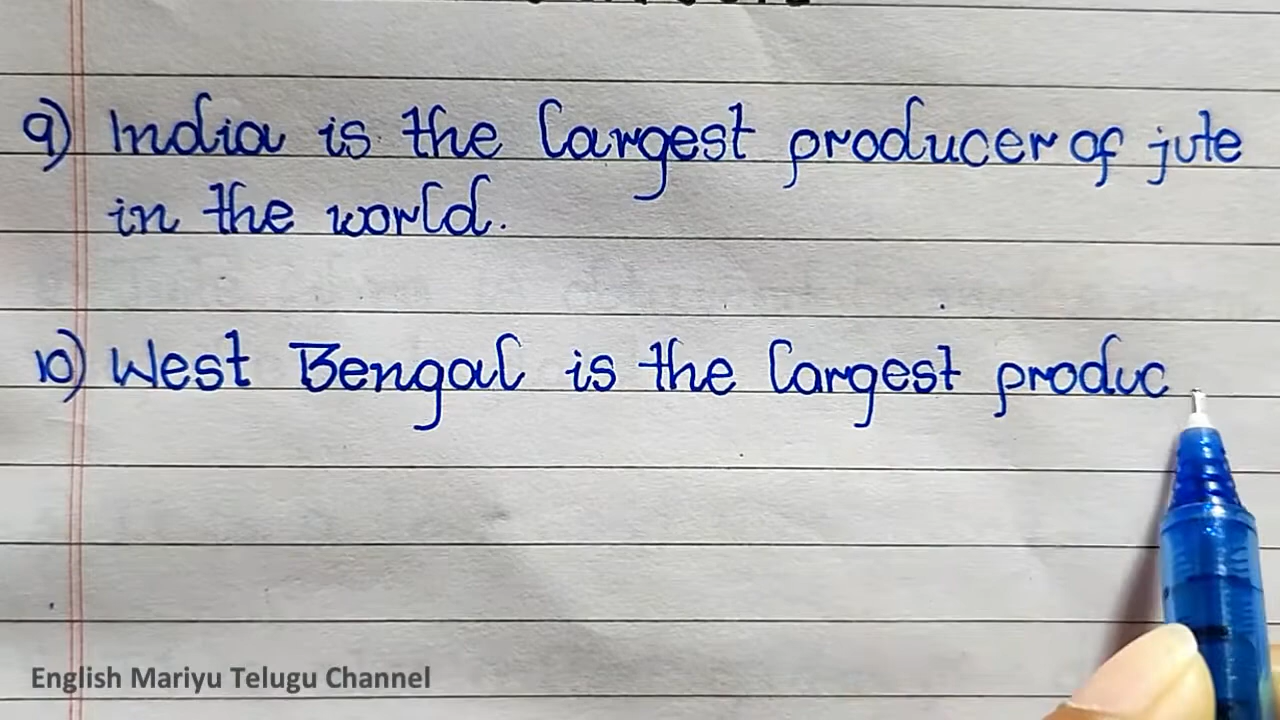 9) India is the largest producer of jute
in the world.
10) West Bengal is the largest produc
English Mariyu Telugu Channel